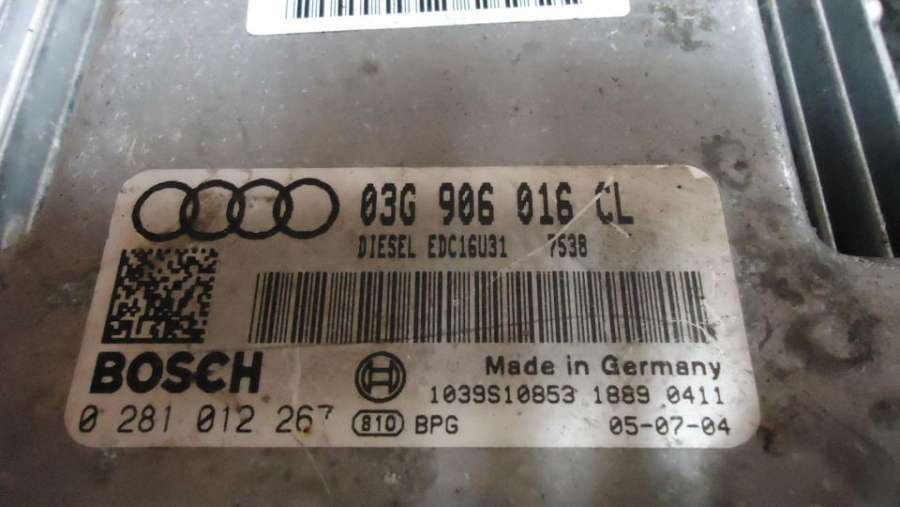 03G 906 016 CL
DIESEL EDC16U31 7538
BOSCH
Made in Germany
1039S10853 1889 0411
0 281 012 267 810 BPG 05-07-04